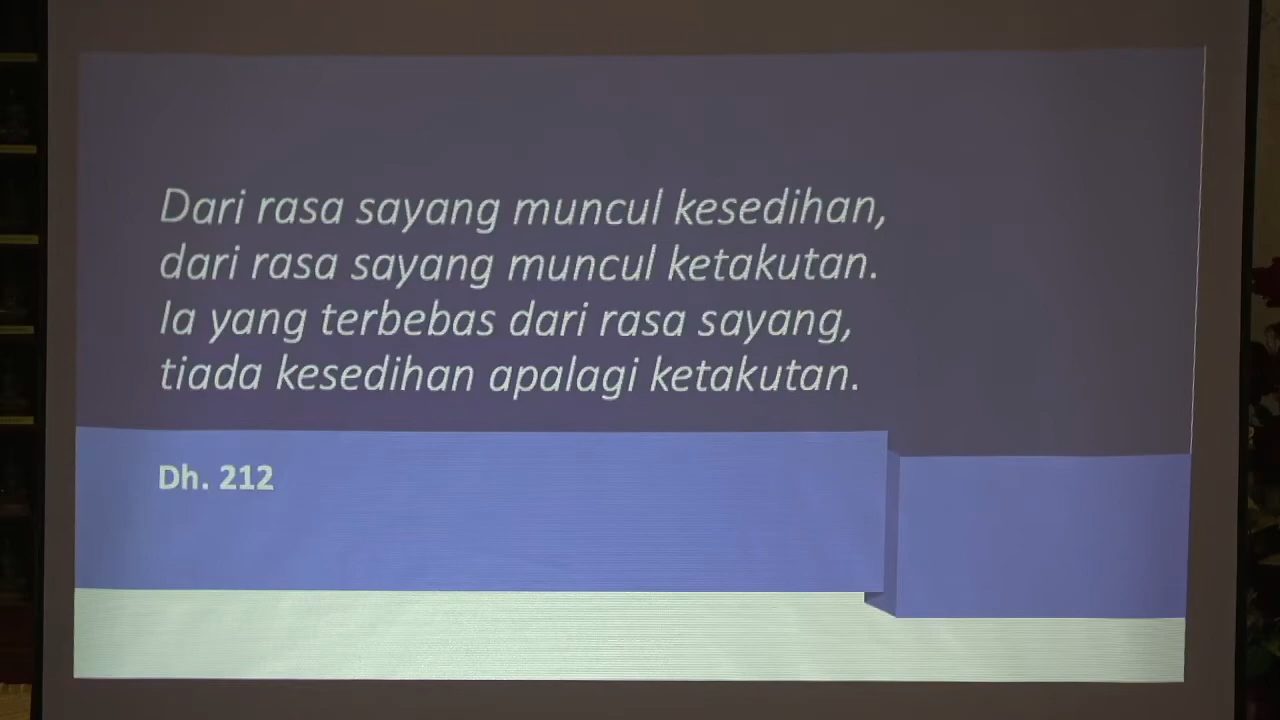 Dari rasa sayang muncul kesedihan,
dari rasa sayang muncul ketakutan.
Ia yang terbebas dari rasa sayang,
tiada kesedihan apalagi ketakutan.
Dh. 212